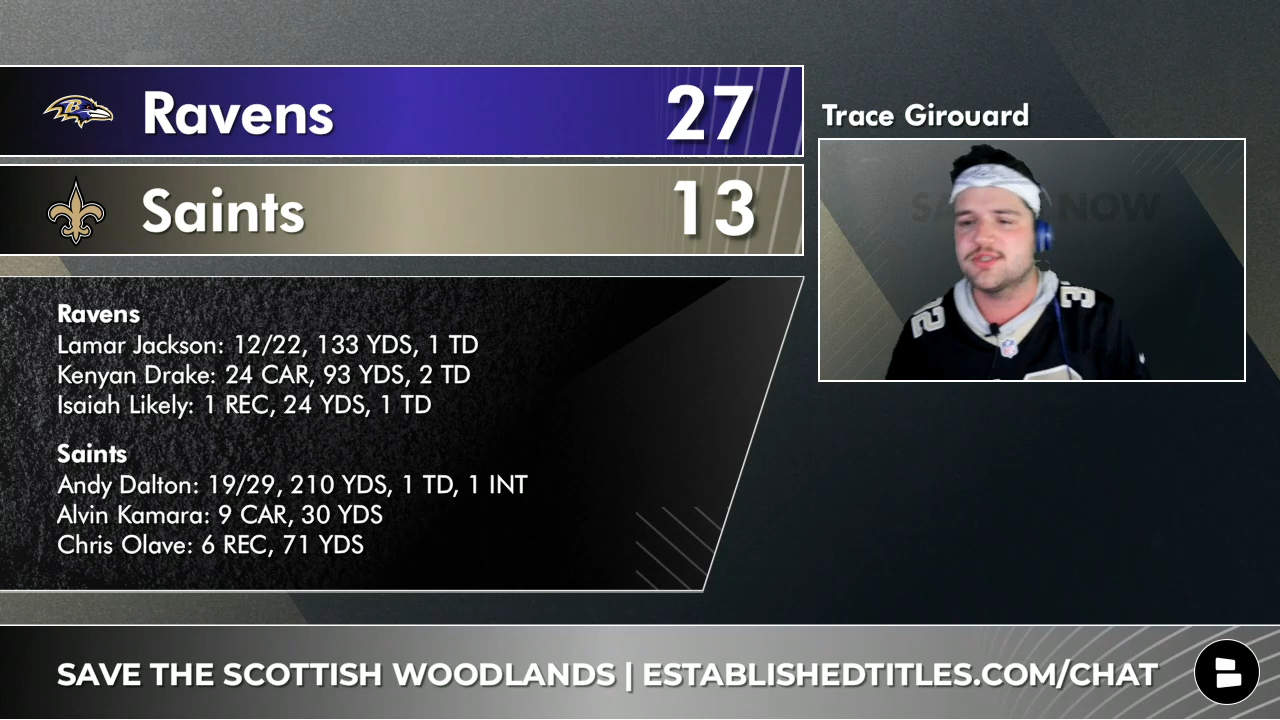 Ravens 27
Saints 13
Trace Girouard
Ravens
Lamar Jackson: 12/22, 133 YDS, 1 TD
Kenyan Drake: 24 CAR, 93 YDS, 2 TD
Isaiah Likely: 1 REC, 24 YDS, 1 TD
Saints
Andy Dalton: 19/29, 210 YDS, 1 TD, 1 INT
Alvin Kamara: 9 CAR, 30 YDS
Chris Olave: 6 REC, 71 YDS
NOW
SAVE THE SCOTTISH WOODLANDS | ESTABLISHEDTITLES.COM/CHAT